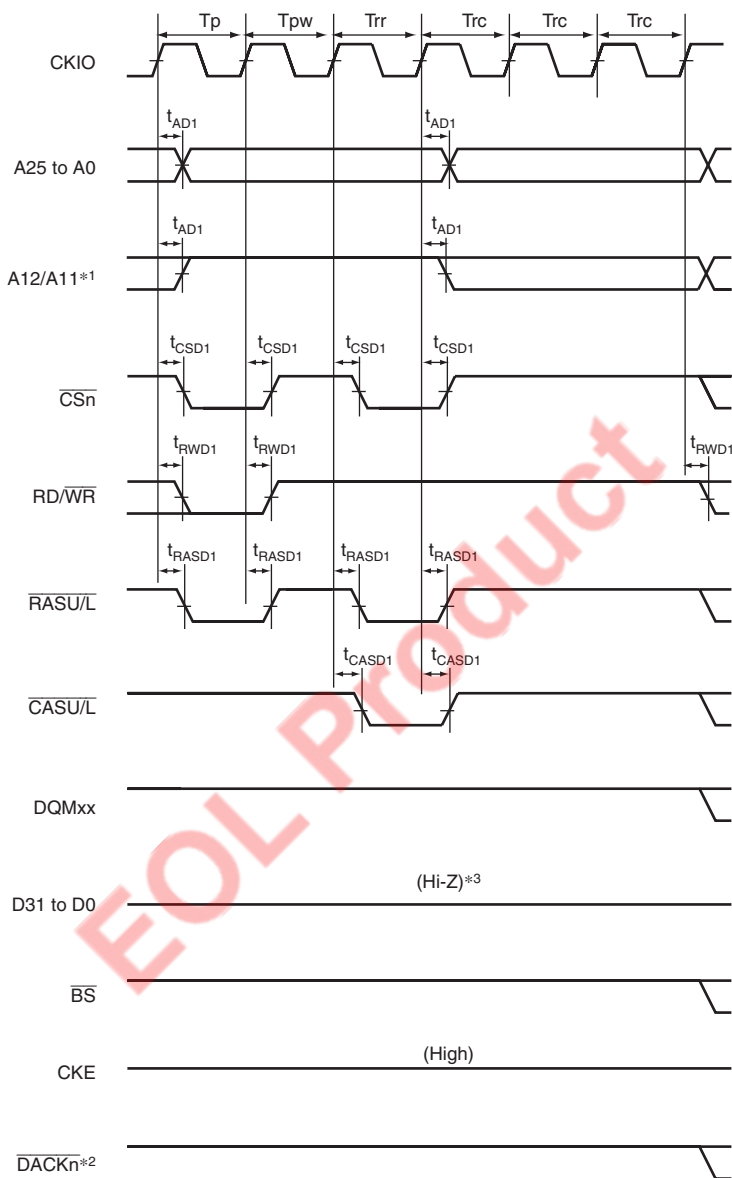 Tp Tpw Trr Trc Trc Trc
CKIO
tAD1 tAD1
A25 to A0
tAD1 tAD1
A12/A11*1
tCSD1 tCSD1 tCSD1 tCSD1
CSn
tRWD1 tRWD1 tRWD1
RD/WR
tRASD1 tRASD1 tRASD1 tRASD1
RASU/L
tCASD1 tCASD1
CASU/L
DQMxx
(Hi-Z)*3
D31 to D0
BS
(High)
CKE
DACKn*2
EOL Product